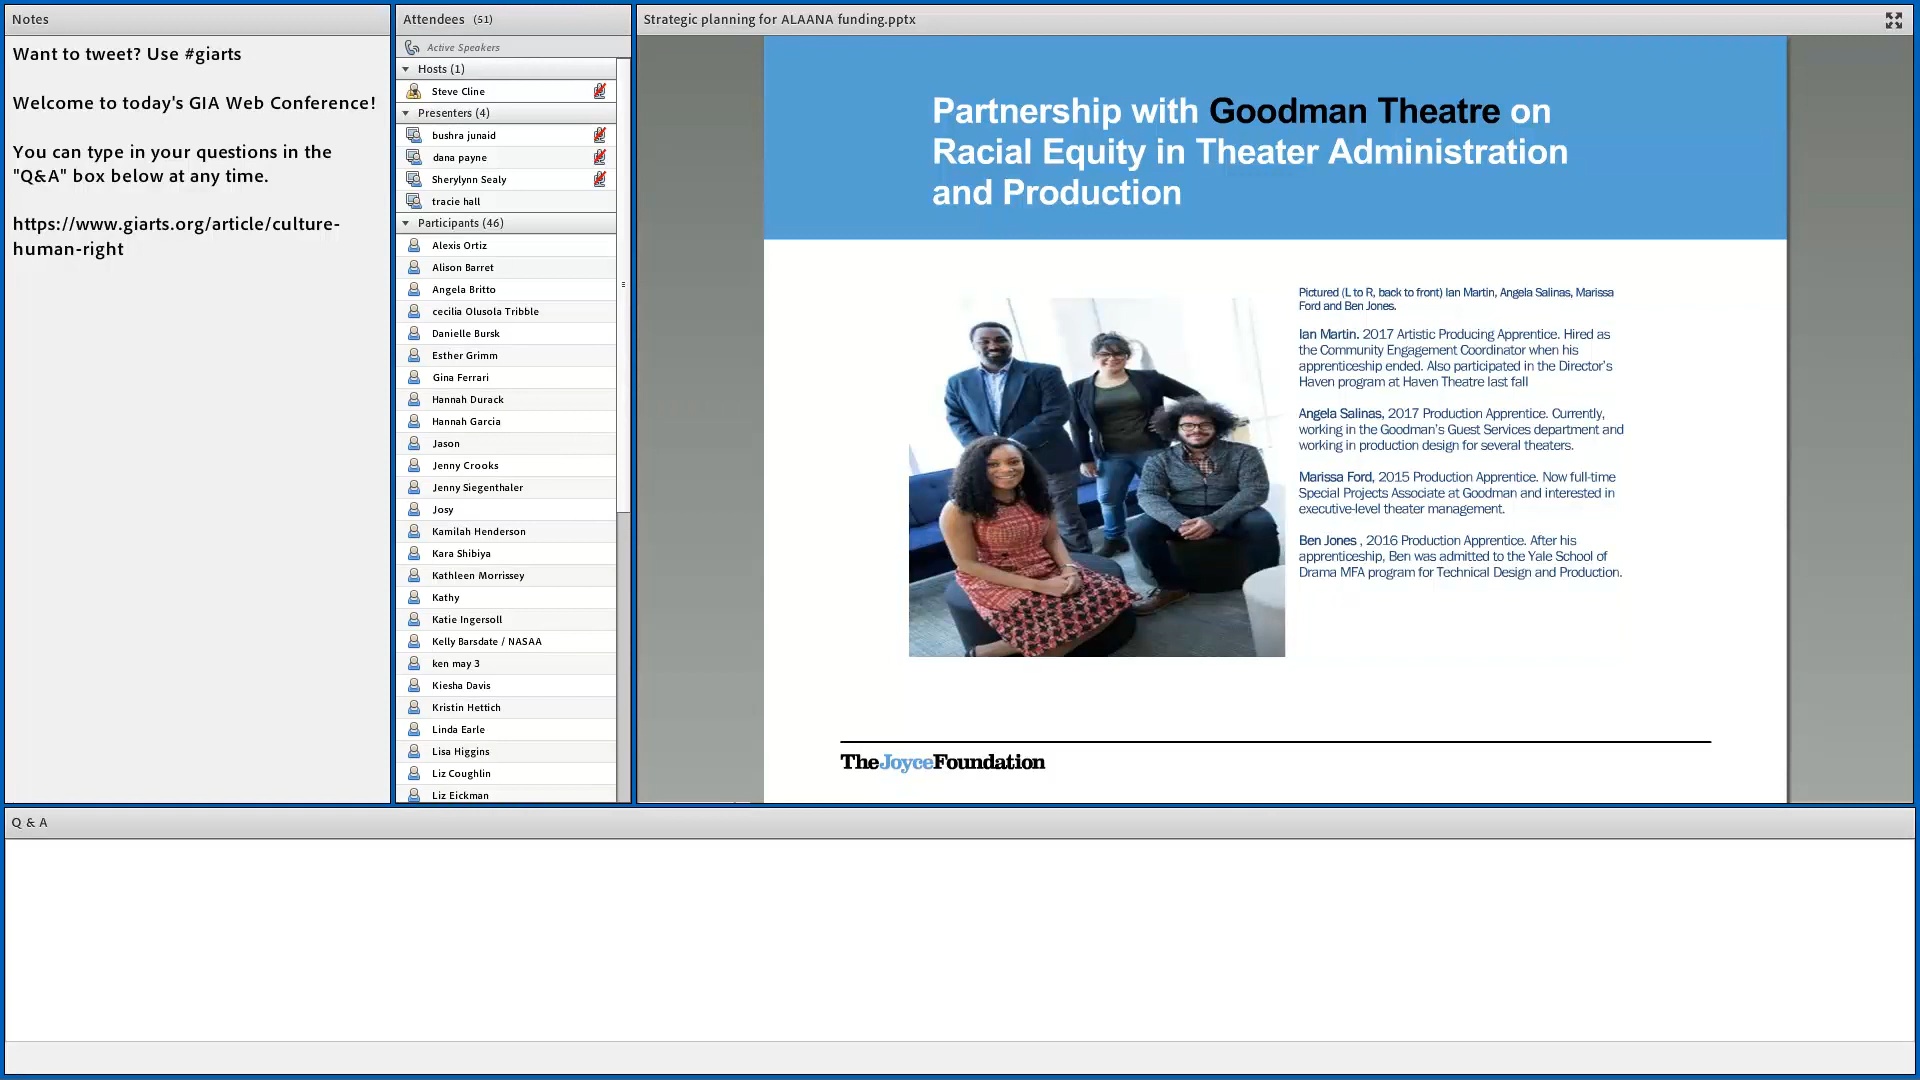 Notes
Want to tweet? Use #giarts
Welcome to today's GIA Web Conference!
You can type in your questions in the
"Q&A" box below at any time.
https://www.giarts.org/article/culture-
human-right
Attendees (51)
Active Speakers
Hosts (1)
Steve Cline
Presenters (4)
bushra junaid
dana payne
Sherylynn Sealy
tracie hall
Participants (46)
Alexis Ortiz
Alison Barret
Angela Britto
cecilia Olusola Tribble
Danielle Bursk
Esther Grimm
Gina Ferrari
Hannah Durack
Hannah Garcia
Jason
Jenny Crooks
Jenny Siegenthaler
Josy
Kamilah Henderson
Kara Shibiya
Kathleen Morrissey
Kathy
Katie Ingersoll
Kelly Barsdate / NASAA
ken may 3
Kiesha Davis
Kristin Hettich
Linda Earle
Lisa Higgins
Liz Coughlin
Liz Eickman
Strategic planning for ALAANA funding.pptx
Partnership with Goodman Theatre on
Racial Equity in Theater Administration
and Production
Pictured (L to R, back to front) Ian Martin, Angela Salinas, Marissa
Ford and Ben Jones.
Ian Martin. 2017 Artistic Producing Apprentice. Hired as
the Community Engagement Coordinator when his
apprenticeship ended. Also participated in the Director's
Haven program at Haven Theatre last fall
Angela Salinas, 2017 Production Apprentice. Currently,
working in the Goodman's Guest Services department and
working in production design for several theaters.
Marissa Ford, 2015 Production Apprentice. Now full-time
Special Projects Associate at Goodman and interested in
executive-level theater management.
Ben Jones , 2016 Production Apprentice. After his
apprenticeship, Ben was admitted to the Yale School of
Drama MFA program for Technical Design and Production.
TheJoyceFoundation
Q & A